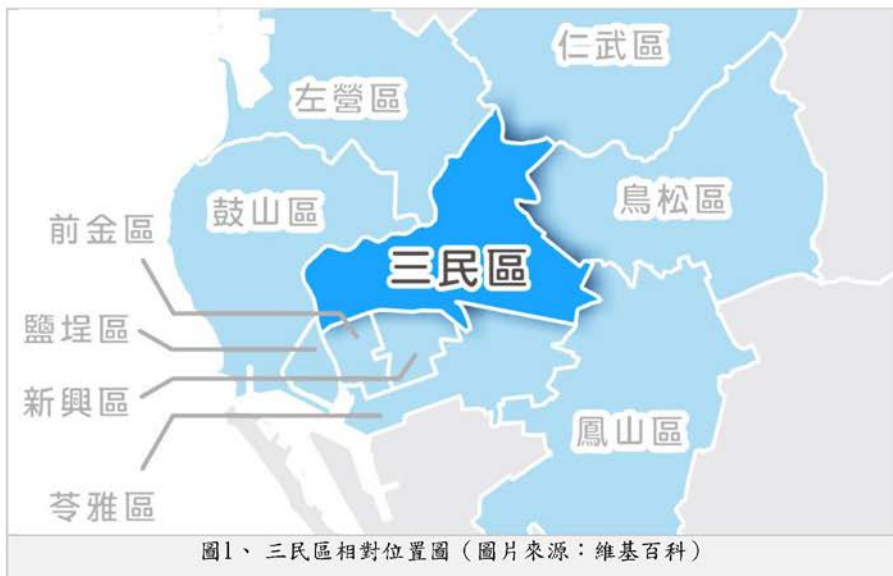 仁武區
左營區
鼓山區
鳥松區
前金區
三民區
鹽埕區
新興區
鳳山區
苓雅區
圖1、 三民區相對位置圖（圖片來源：維基百科）